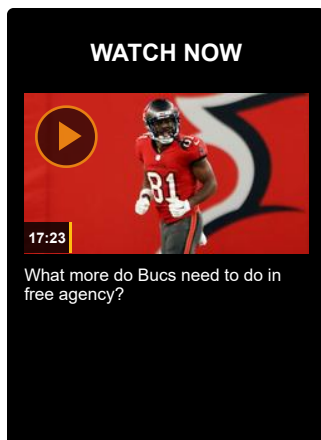 WATCH NOW
81
17:23
What more do Bucs need to do in
free agency?